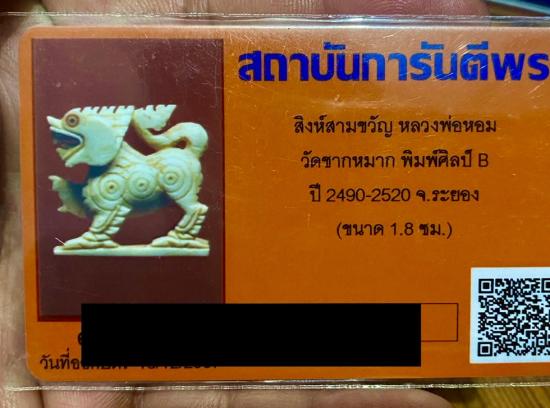 สถาบันการันตีพร
สิงห์สามขวัญ หลวงพ่อหอม
วัดซากหมาก พิมพ์ศิลป์ B
ปี 2490-2520 จ.ระยอง
(ขนาด 1.8 ซม.)